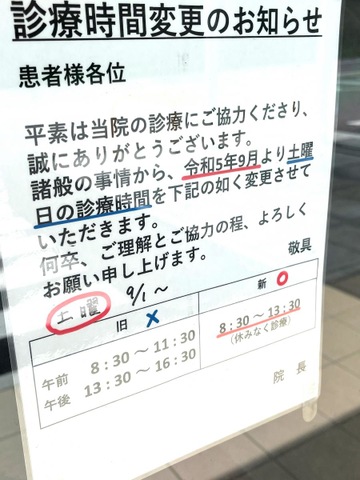 診療時間変更のお知らせ
患者様各位
平素は当院の診療にご協力くださり、
誠にありがとうございます。
諸般の事情から、令和5年9月より土曜
日の診療時間を下記の如く変更させて
いただきます。
何卒、ご理解とご協力の程、よろしく
お願い申し上げます。
敬具
土曜 9/1～
旧 × 新 ○
午前 8:30～11:30 8:30～13:30
午後 13:30～16:30 (休みなく診療)
院 長